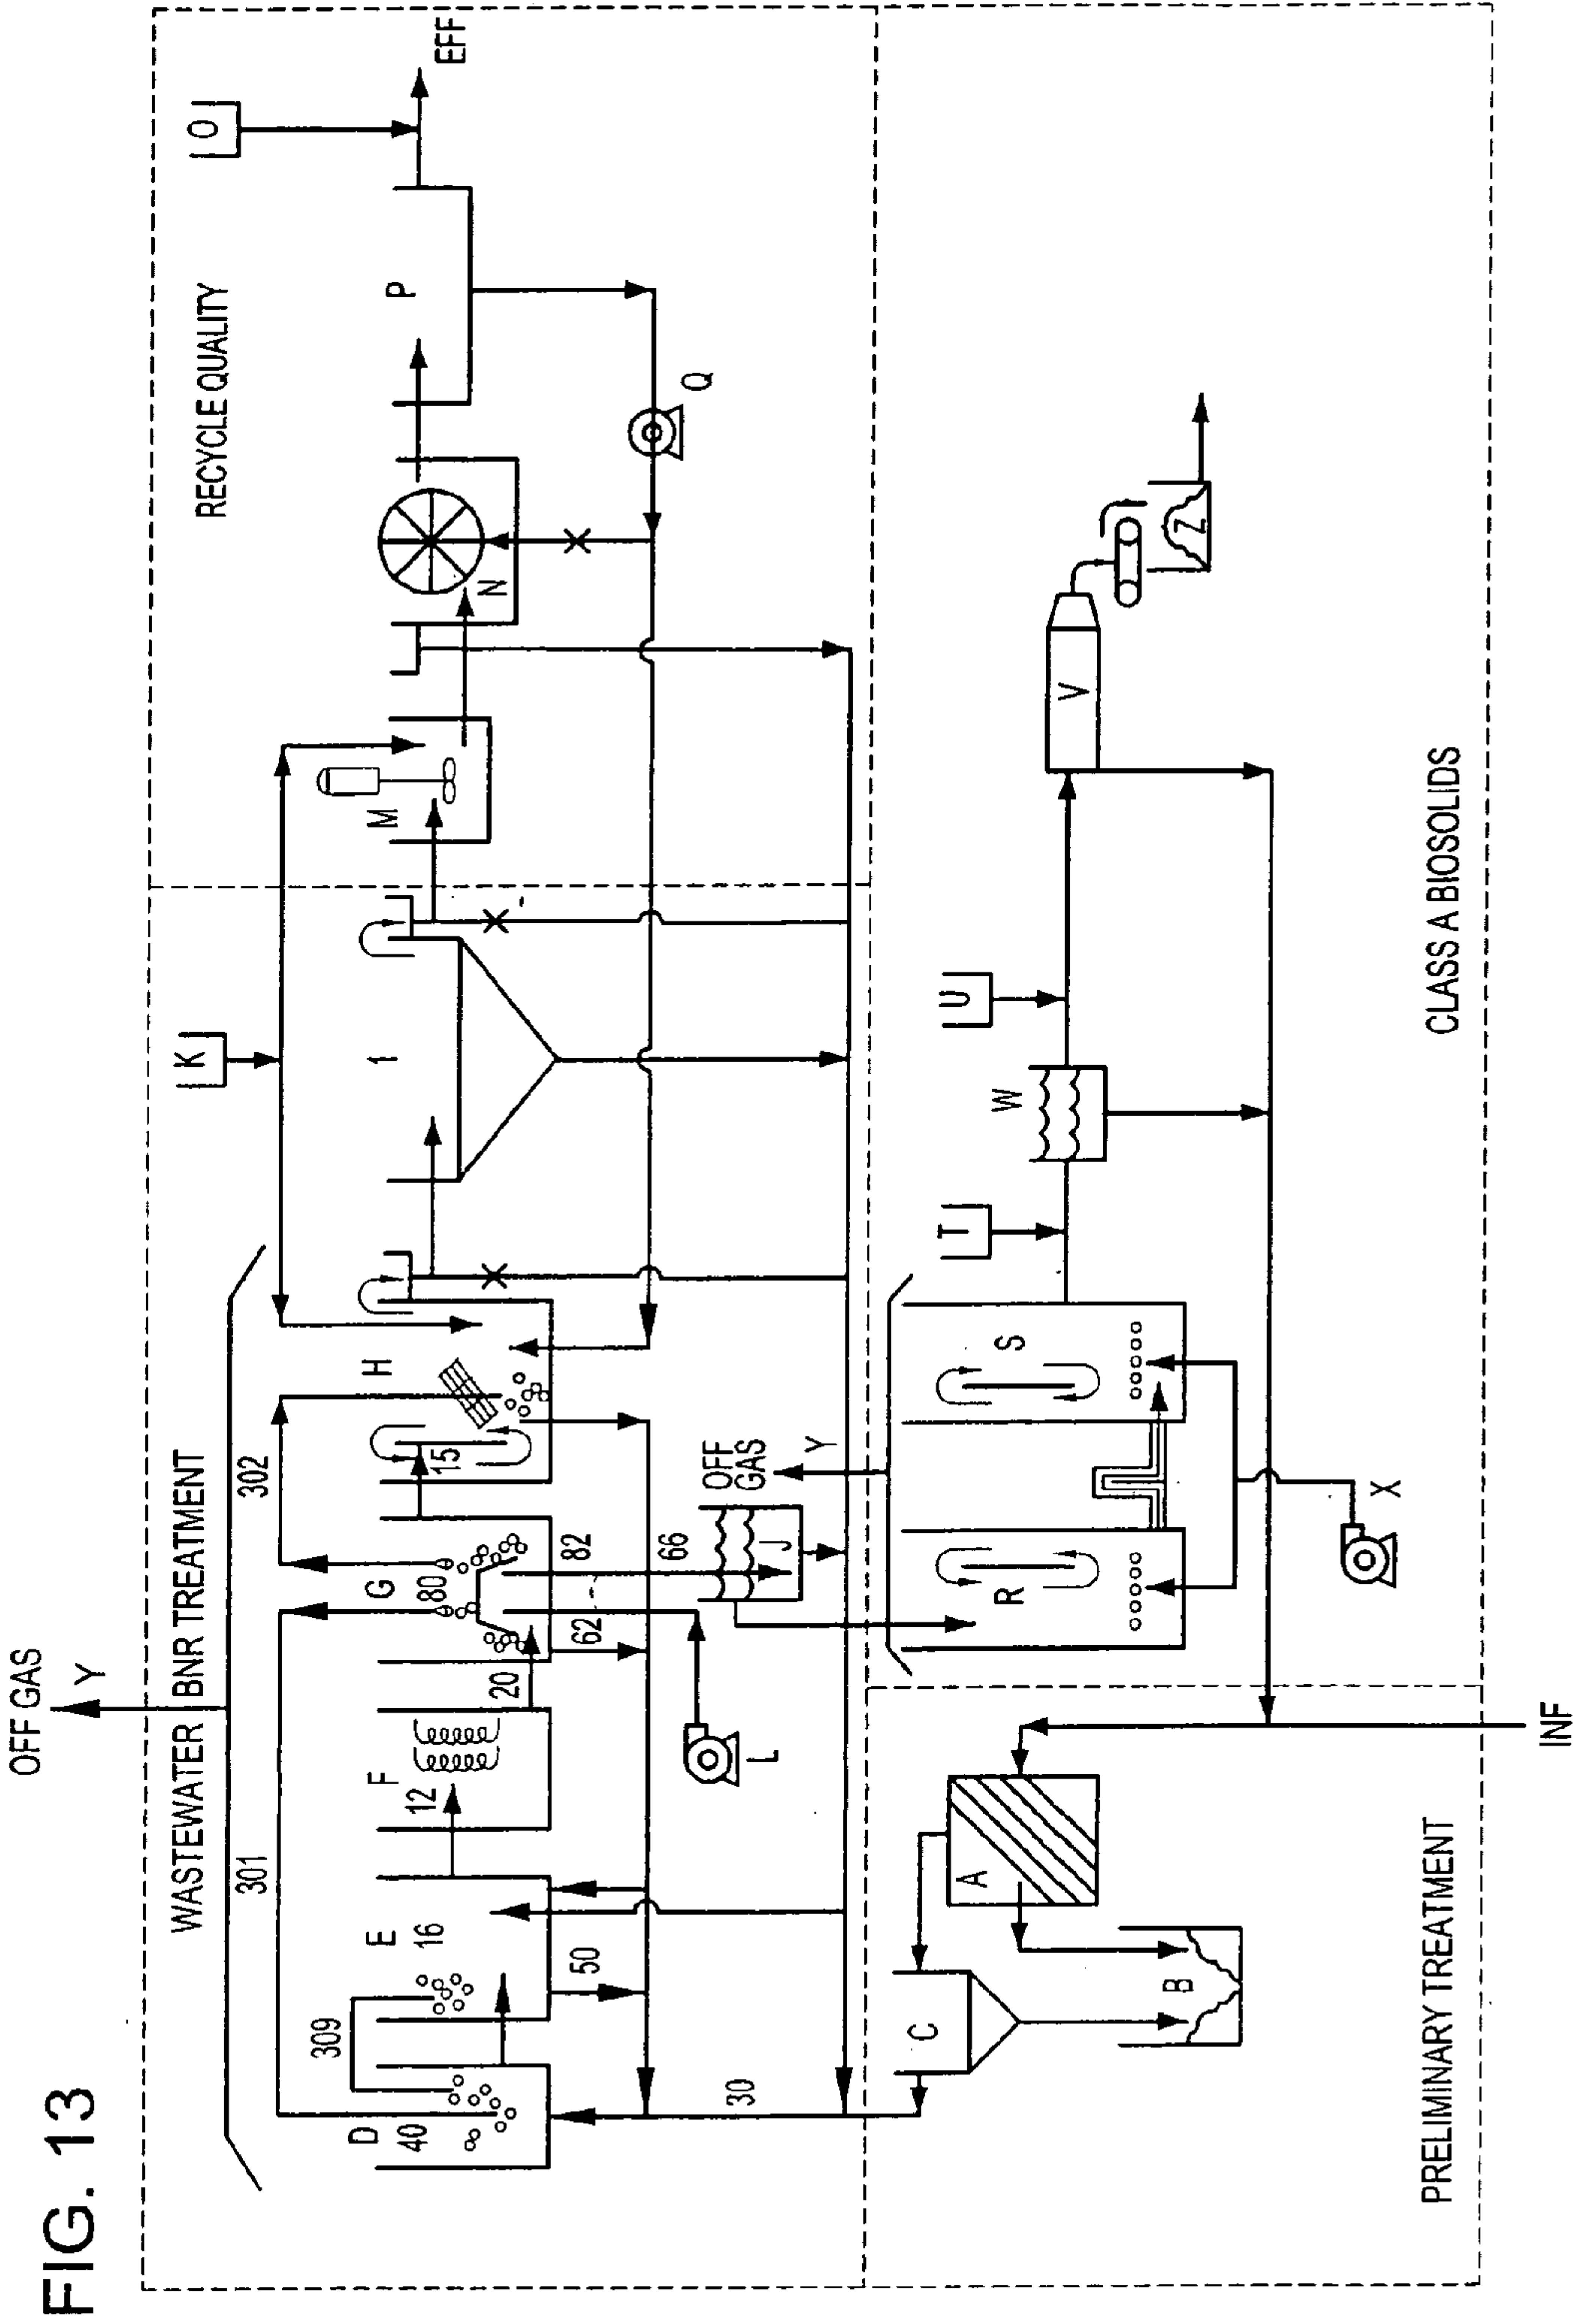 FIG. 13
OFF GAS
Y
WASTEWATER BNR TREATMENT
RECYCLE QUALITY
301
302
K
O
309
D
40
E
16
F
12
G
80
H
15
1
M
N
P
EFF
20
50
62
82
66
L
J
OFF
GAS
Y
Q
30
C
A
B
R
S
T
W
U
V
Z
X
INF
PRELIMINARY TREATMENT
CLASS A BIOSOLIDS